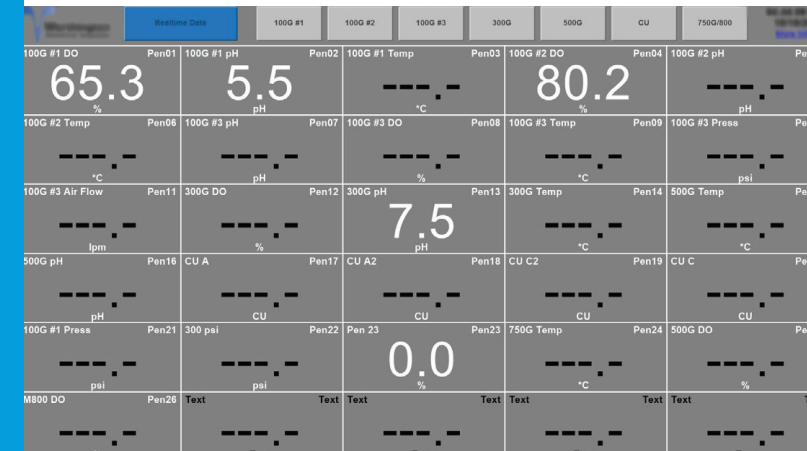 Worthington
Realtime Data 100G #1 100G #2 100G #3 300G 500G CU 750G/800
100G #1 DO Pen01 100G #1 pH Pen02 100G #1 Temp Pen03 100G #2 DO Pen04 100G #2 pH Pe
65.3 5.5 ---.- 80.2 ---.-
% pH °C % pH
100G #2 Temp Pen06 100G #3 pH Pen07 100G #3 DO Pen08 100G #3 Temp Pen09 100G #3 Press Pe
---.- ---.- ---.- ---.- ---.-
°C pH % °C psi
100G #3 Air Flow Pen11 300G DO Pen12 300G pH Pen13 300G Temp Pen14 500G Temp Pe
---.- ---.- 7.5 ---.- ---.-
lpm % pH °C °C
500G pH Pen16 CU A Pen17 CU A2 Pen18 CU C2 Pen19 CU C Pe
---.- ---.- ---.- ---.- ---.-
pH CU CU CU CU
100G #1 Press Pen21 300 psi Pen22 Pen 23 Pen23 750G Temp Pen24 500G DO Pe
---.- ---.- 0.0 ---.- ---.-
psi psi % °C %
M800 DO Pen26 Text Text Text Text Text Text Text
---.- ---.- ---.- ---.- ---.-